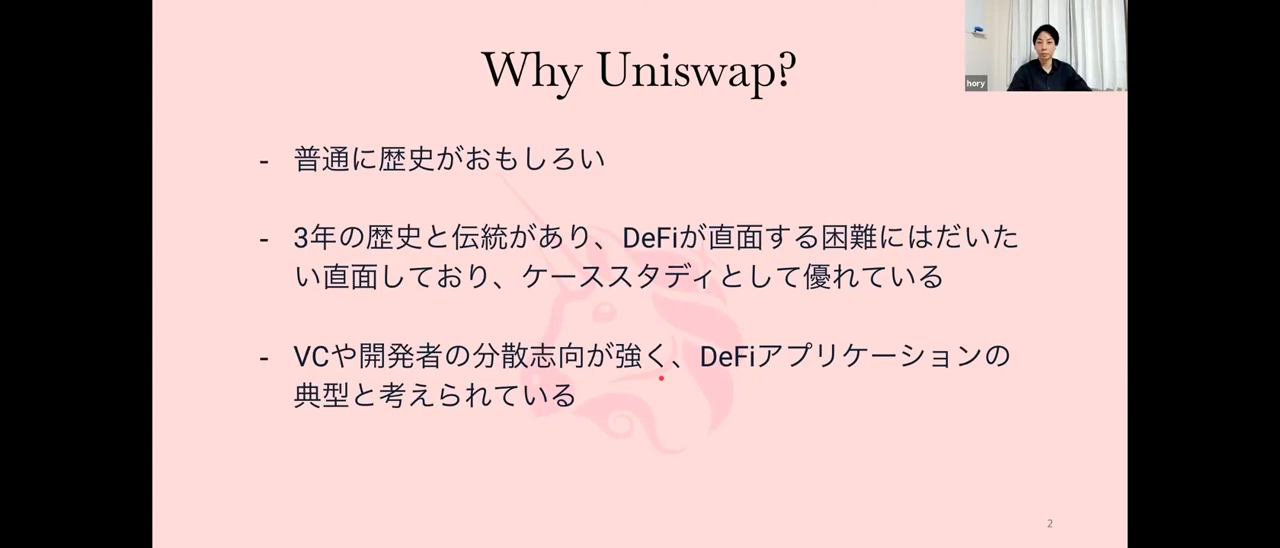 Why Uniswap?
hory
- 普通に歴史がおもしろい
- 3年の歴史と伝統があり、DeFiが直面する困難にはだいた
い直面しており、ケーススタディとして優れている
- VCや開発者の分散志向が強く、DeFiアプリケーションの
典型と考えられている
2